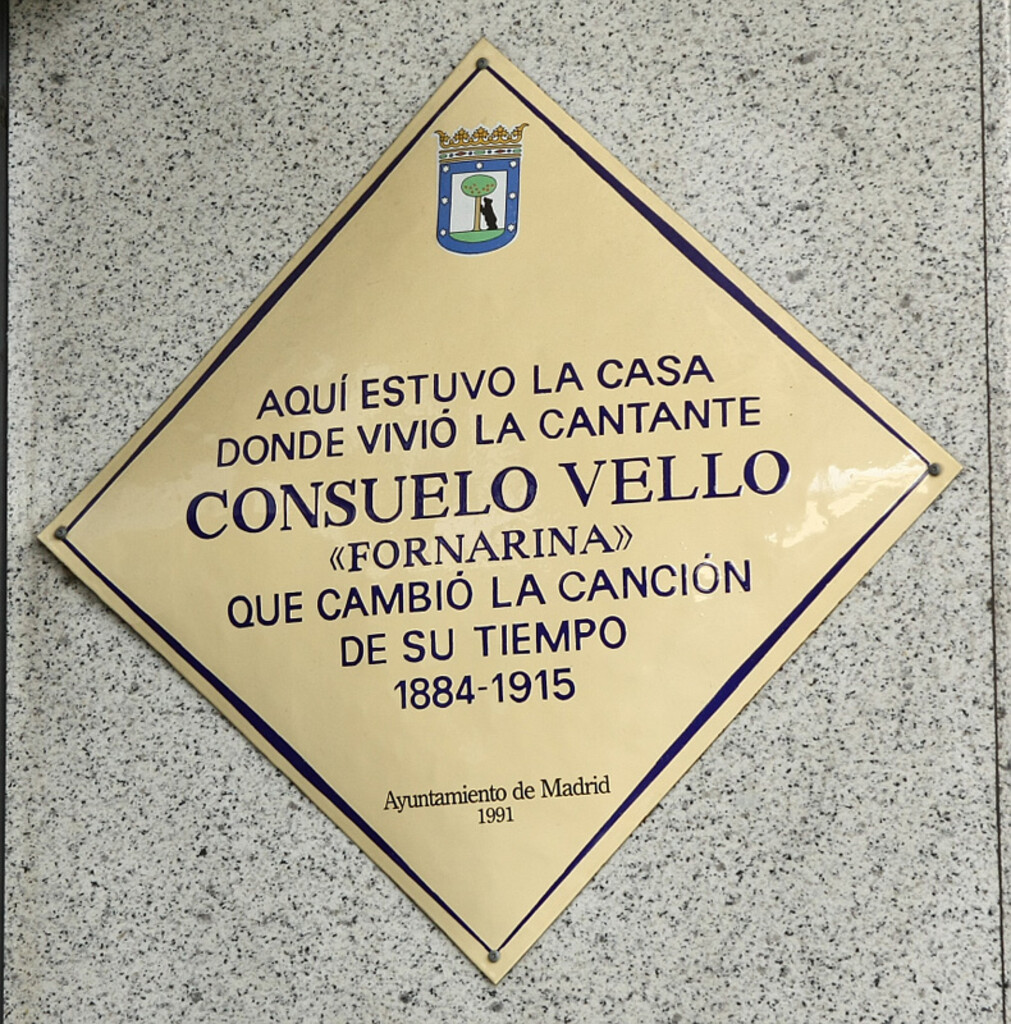 AQUÍ ESTUVO LA CASA
DONDE VIVIÓ LA CANTANTE
CONSUELO VELLO
«FORNARINA»
QUE CAMBIÓ LA CANCIÓN
DE SU TIEMPO
1884-1915
Ayuntamiento de Madrid
1991